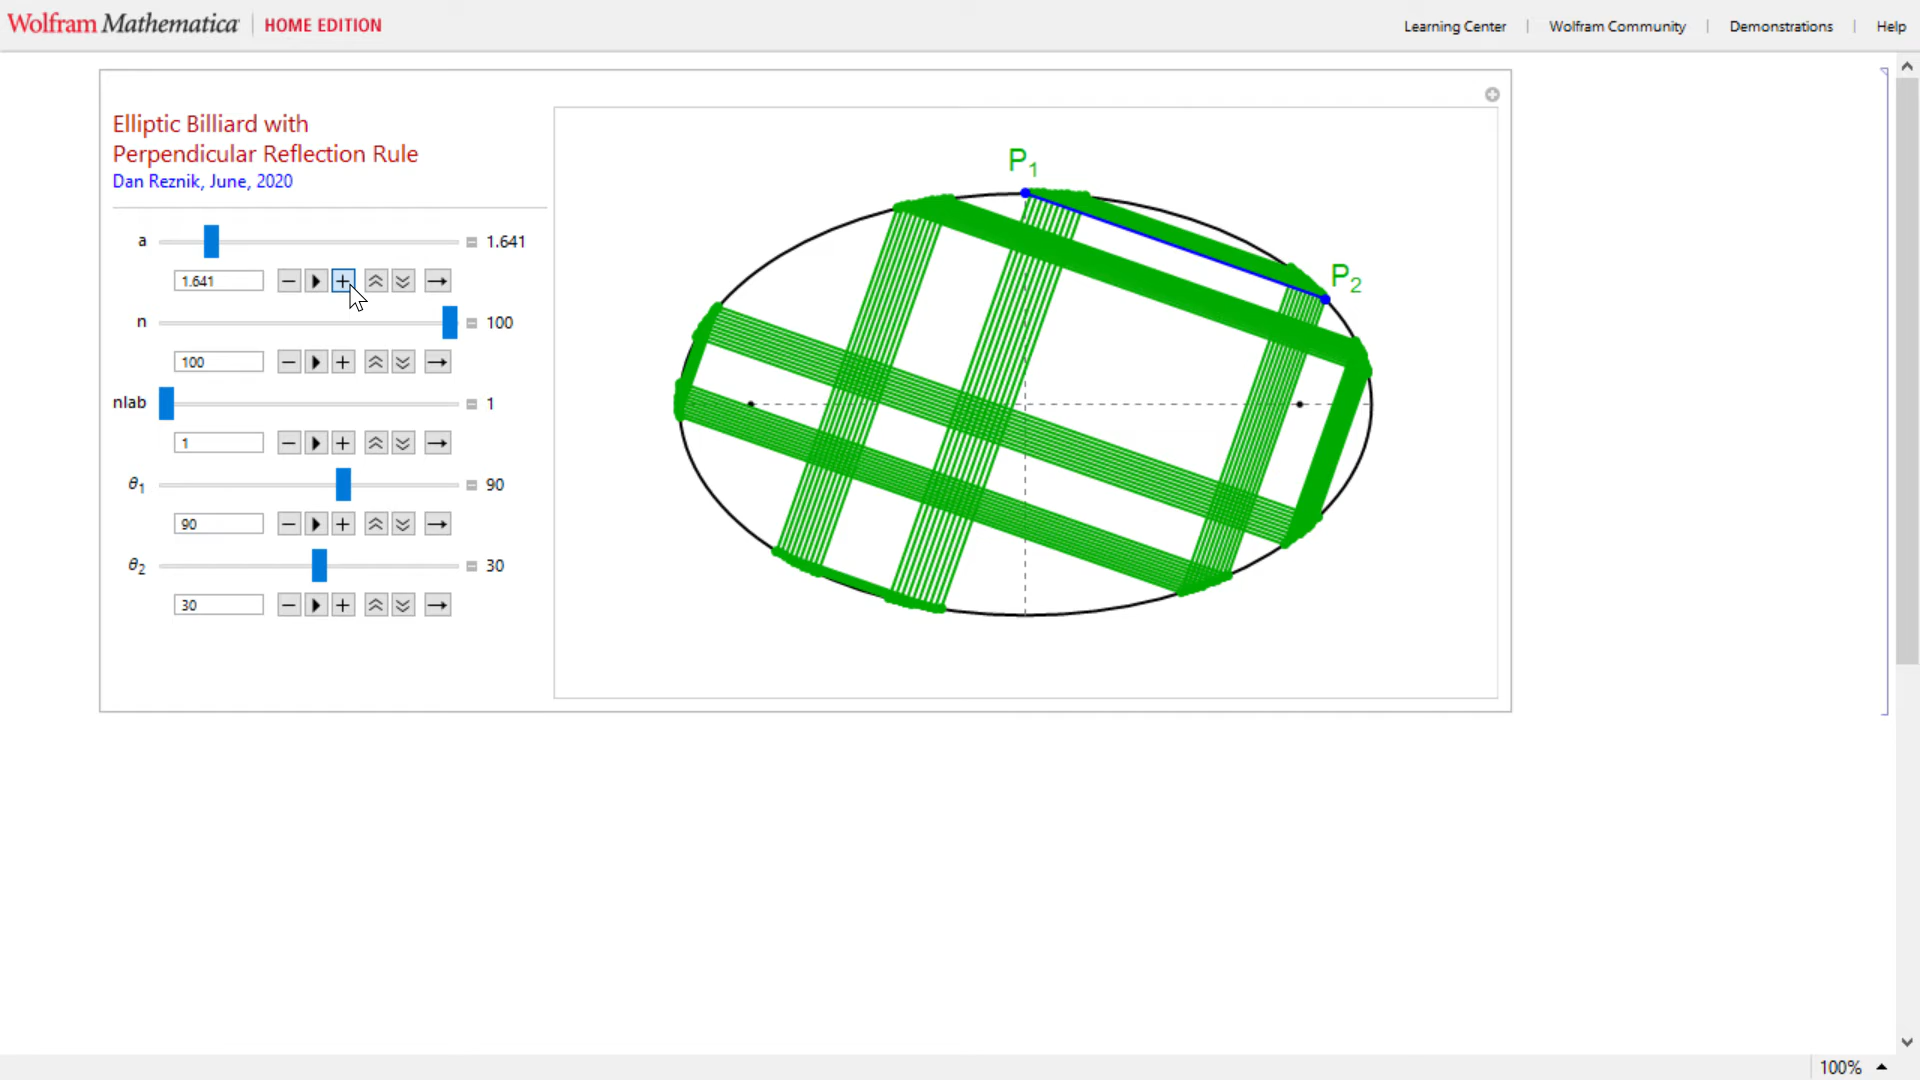 Wolfram Mathematica | HOME EDITION
Learning Center | Wolfram Community | Demonstrations | Help
Elliptic Billiard with
Perpendicular Reflection Rule
Dan Reznik, June, 2020
a 1.641
1.641
n 100
100
nlab 1
1
θ1 90
90
θ2 30
30
P1
P2
100%